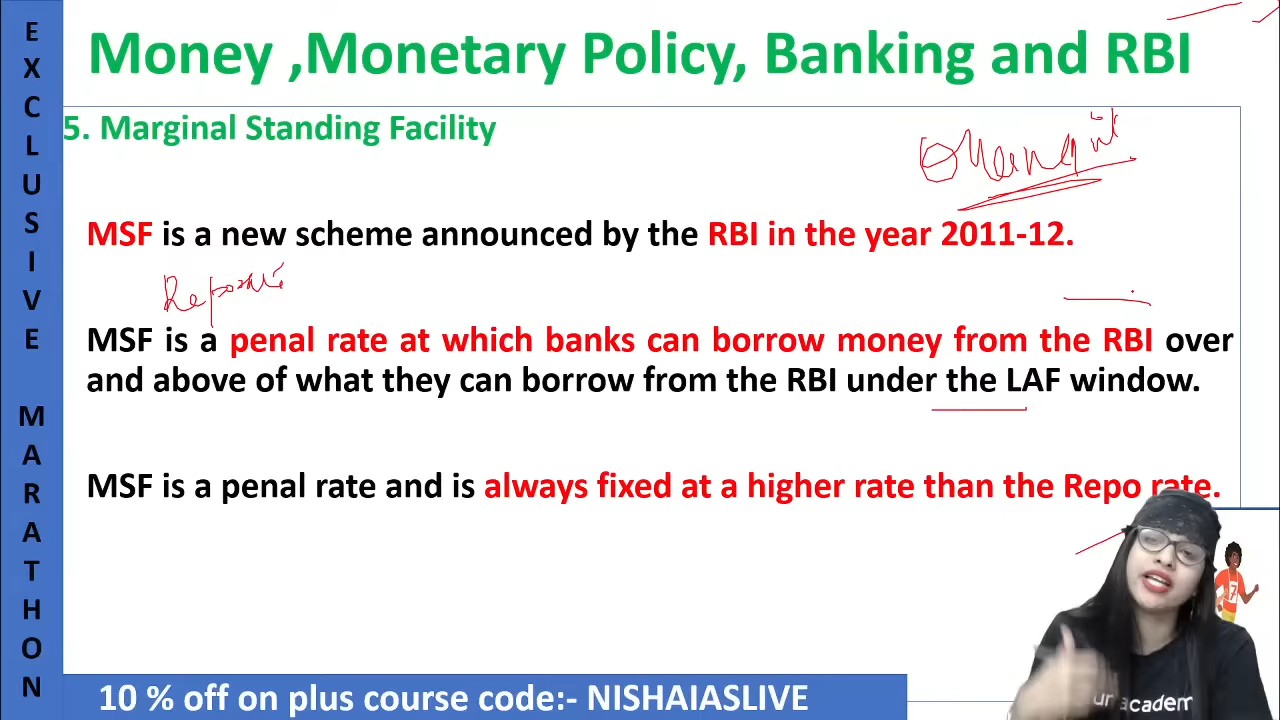 Money ,Monetary Policy, Banking and RBI
5. Marginal Standing Facility
MSF is a new scheme announced by the RBI in the year 2011-12.
MSF is a penal rate at which banks can borrow money from the RBI over
and above of what they can borrow from the RBI under the LAF window.
MSF is a penal rate and is always fixed at a higher rate than the Repo rate.
10 % off on plus course code:- NISHAIASLIVE
EXCLUSIVE MARATHON
7
unacademy